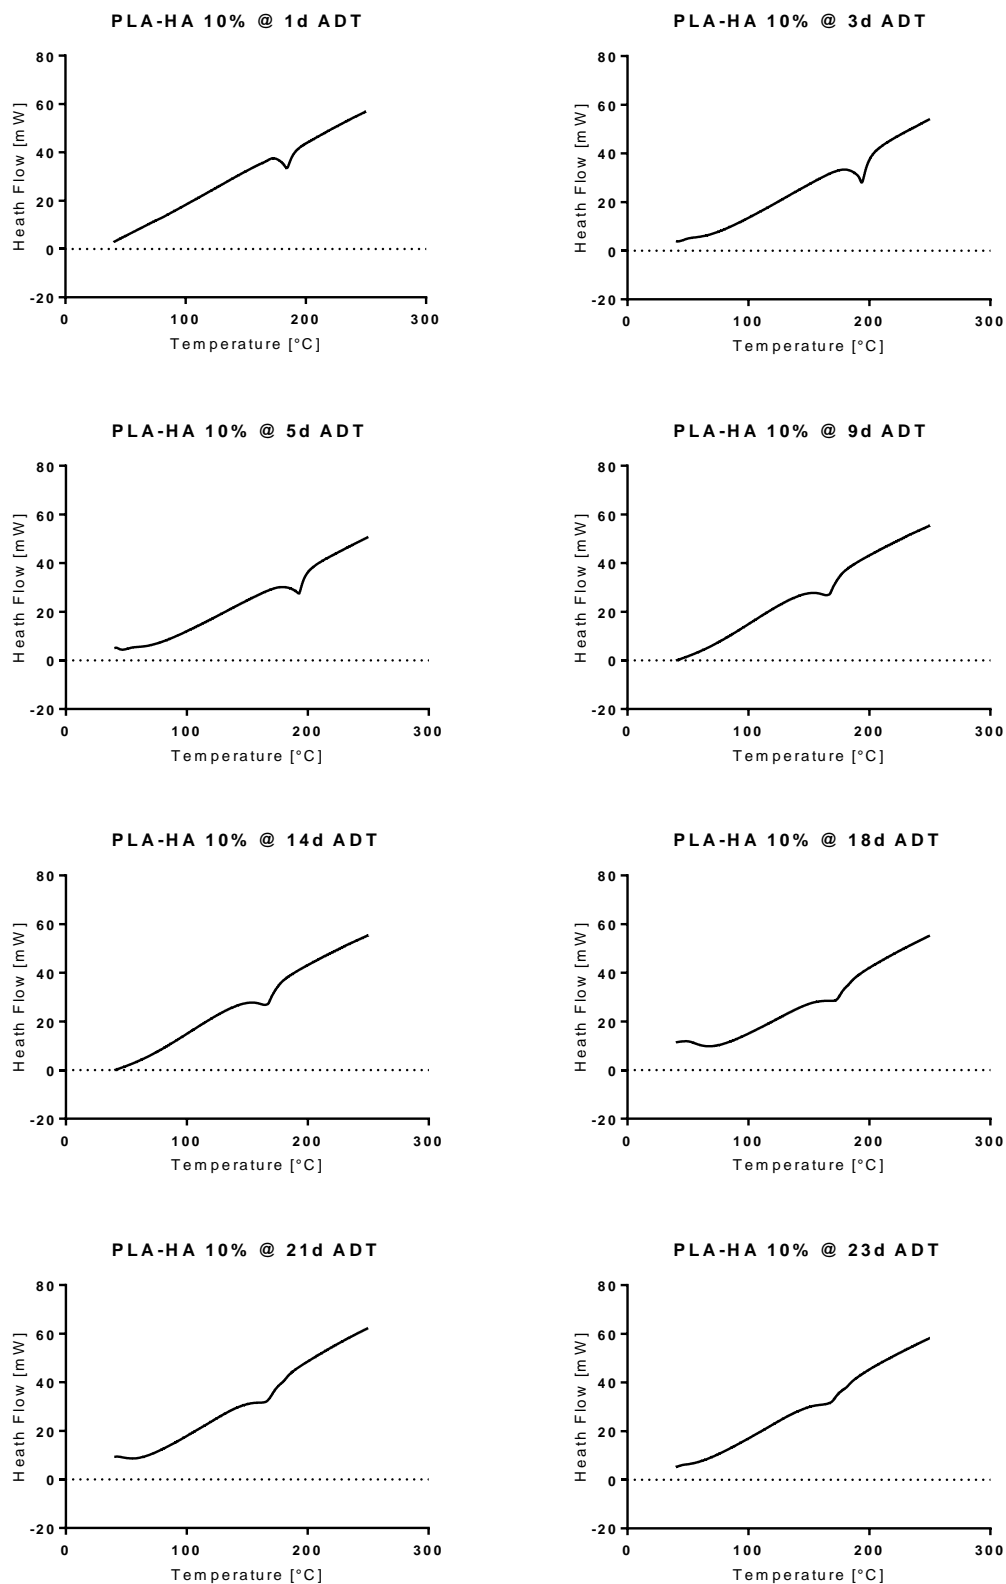 PLA-HA 10% @ 1d ADT
80
60
40
20
0
-20
0 100 200 300
Heath Flow [mW]
Temperature [°C]
PLA-HA 10% @ 3d ADT
80
60
40
20
0
-20
0 100 200 300
Heath Flow [mW]
Temperature [°C]
PLA-HA 10% @ 5d ADT
80
60
40
20
0
-20
0 100 200 300
Heath Flow [mW]
Temperature [°C]
PLA-HA 10% @ 9d ADT
80
60
40
20
0
-20
0 100 200 300
Heath Flow [mW]
Temperature [°C]
PLA-HA 10% @ 14d ADT
80
60
40
20
0
-20
0 100 200 300
Heath Flow [mW]
Temperature [°C]
PLA-HA 10% @ 18d ADT
80
60
40
20
0
-20
0 100 200 300
Heath Flow [mW]
Temperature [°C]
PLA-HA 10% @ 21d ADT
80
60
40
20
0
-20
0 100 200 300
Heath Flow [mW]
Temperature [°C]
PLA-HA 10% @ 23d ADT
80
60
40
20
0
-20
0 100 200 300
Heath Flow [mW]
Temperature [°C]